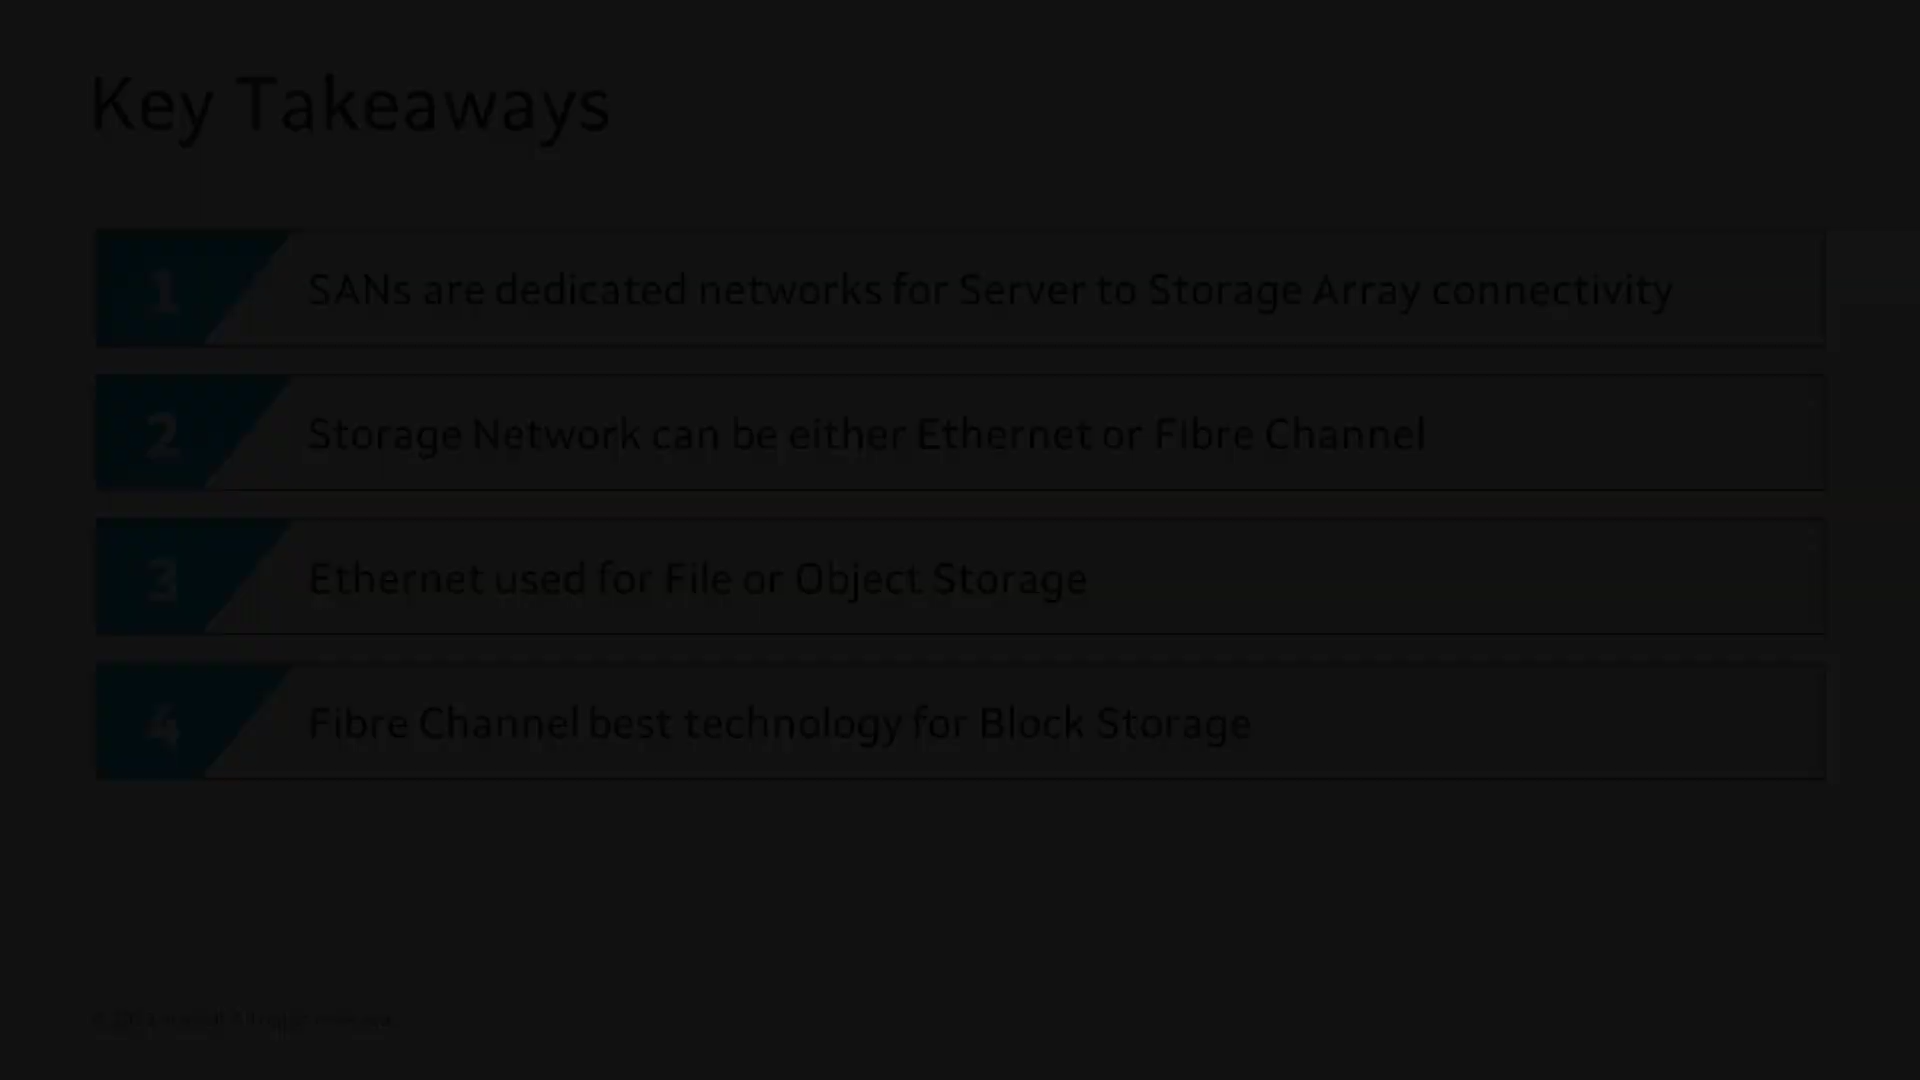 Key Takeaways
1 SANs are dedicated networks for Server to Storage Array connectivity
2 Storage Network can be either Ethernet or Fibre Channel
3 Ethernet used for File or Object Storage
4 Fibre Channel best technology for Block Storage